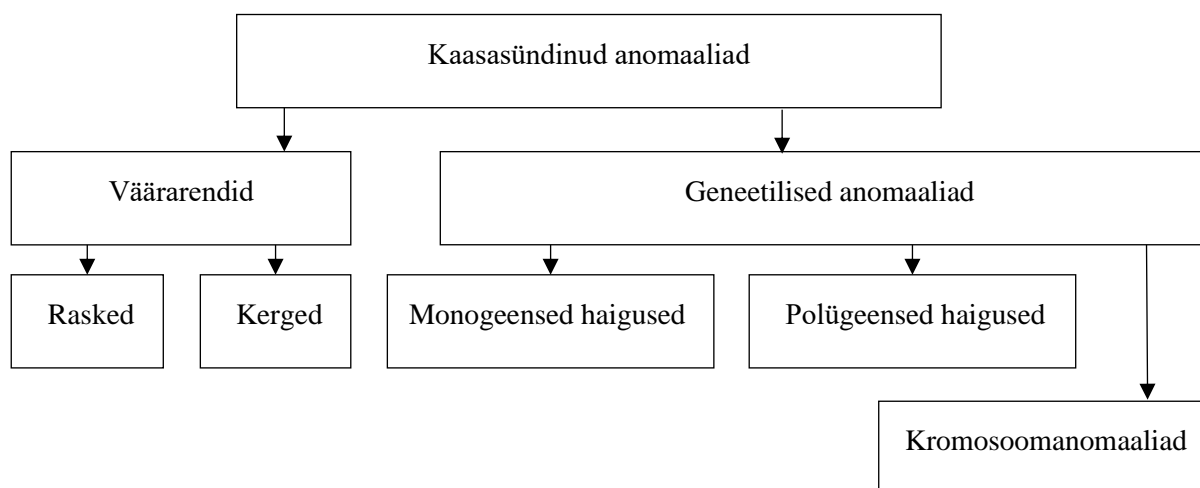 Kaasasündinud anomaaliad
Väärarendid
Geneetilised anomaaliad
Rasked
Kerged
Monogeensed haigused
Polügeensed haigused
Kromosoomanomaaliad